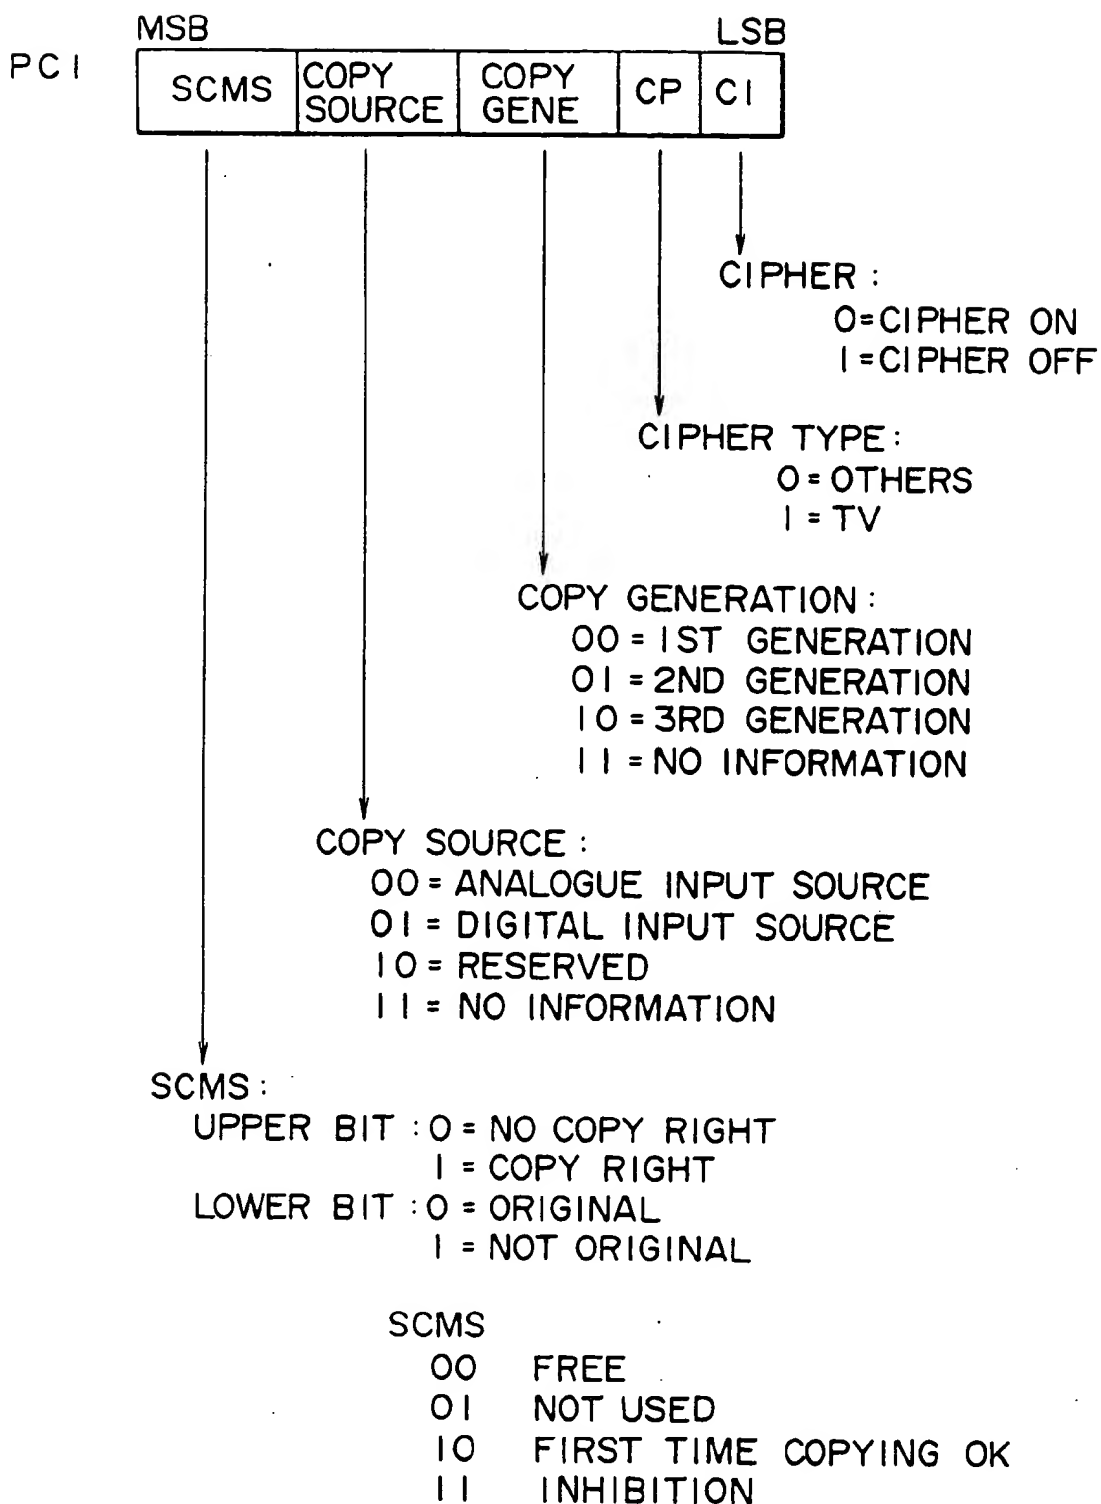 MSB LSB
PCI SCMS COPY SOURCE COPY GENE CP CI
CIPHER :
0=CIPHER ON
1=CIPHER OFF
CIPHER TYPE:
0 = OTHERS
1 = TV
COPY GENERATION :
00 = 1ST GENERATION
01 = 2ND GENERATION
10 = 3RD GENERATION
11 = NO INFORMATION
COPY SOURCE :
00 = ANALOGUE INPUT SOURCE
01 = DIGITAL INPUT SOURCE
10 = RESERVED
11 = NO INFORMATION
SCMS :
UPPER BIT : 0 = NO COPY RIGHT
1 = COPY RIGHT
LOWER BIT : 0 = ORIGINAL
1 = NOT ORIGINAL
SCMS
00 FREE
01 NOT USED
10 FIRST TIME COPYING OK
11 INHIBITION